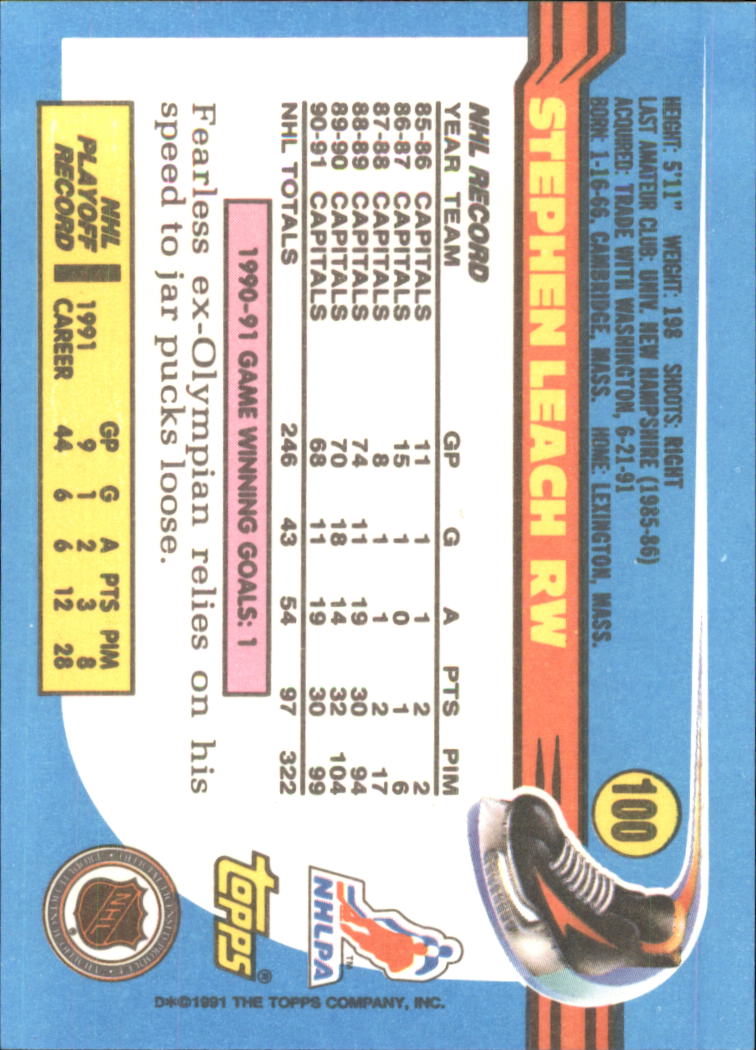 HEIGHT: 5'11" WEIGHT: 198 SHOOTS: RIGHT
LAST AMATEUR CLUB: UNIV. NEW HAMPSHIRE (1985-86)
ACQUIRED: TRADE WITH WASHINGTON, 6-21-91
BORN: 1-16-66, CAMBRIDGE, MASS. HOME: LEXINGTON, MASS.
100
STEPHEN LEACH RW
NHL RECORD
YEAR TEAM GP G A PTS PIM
85-86 CAPITALS 11 1 1 2 2
86-87 CAPITALS 15 1 0 1 6
87-88 CAPITALS 8 1 1 2 17
88-89 CAPITALS 74 11 19 30 94
89-90 CAPITALS 70 18 14 32 104
90-91 CAPITALS 68 11 19 30 99
NHL TOTALS 246 43 54 97 322
1990-91 GAME WINNING GOALS: 1
Fearless ex-Olympian relies on his
speed to jar pucks loose.
NHL
PLAYOFF
RECORD
GP G A PTS PIM
1991 9 1 2 3 8
CAREER 44 6 6 12 28
NHLPA™
TOPPS®
NHL
®
D*©1991 THE TOPPS COMPANY, INC.